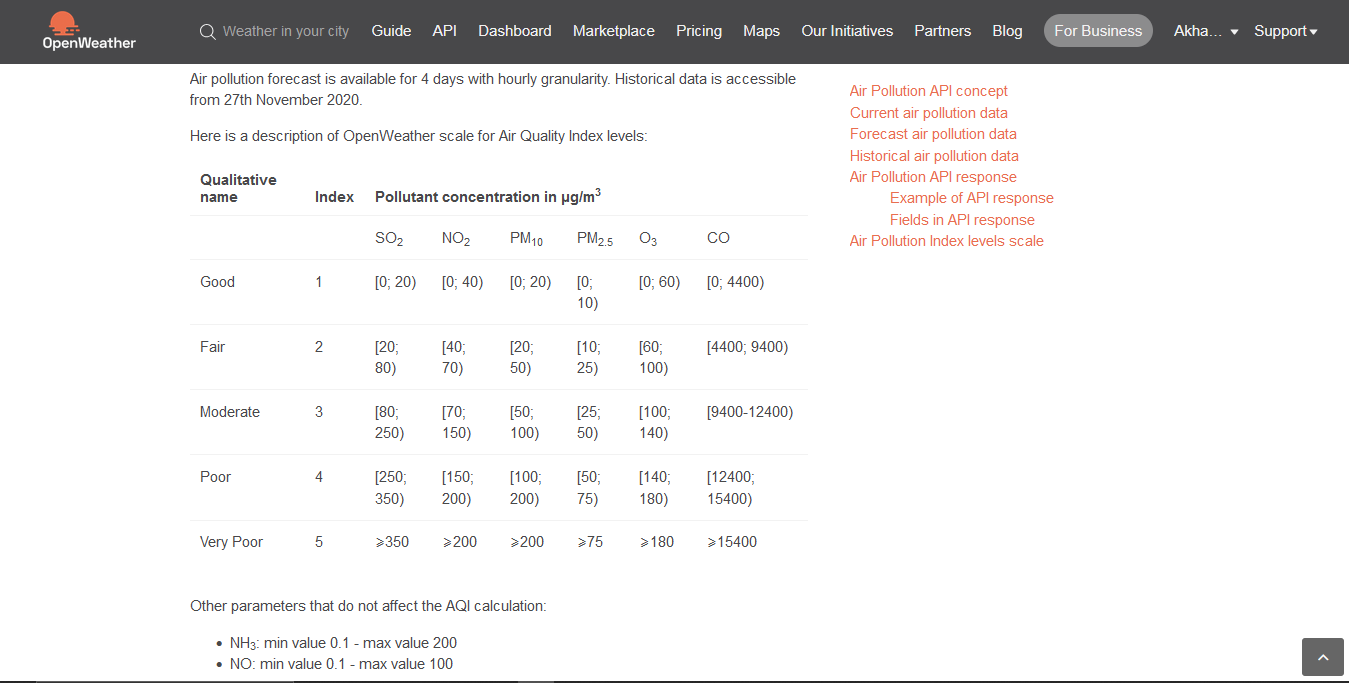 OpenWeather
Weather in your city
Guide
API
Dashboard
Marketplace
Pricing
Maps
Our Initiatives
Partners
Blog
For Business
Akha...
Support
Air pollution forecast is available for 4 days with hourly granularity. Historical data is accessible
from 27th November 2020.
Here is a description of OpenWeather scale for Air Quality Index levels:
Qualitative
name Index Pollutant concentration in μg/m³
SO₂ NO₂ PM₁₀ PM₂.₅ O₃ CO
Good 1 [0; 20) [0; 40) [0; 20) [0; 10) [0; 60) [0; 4400)
Fair 2 [20; 80) [40; 70) [20; 50) [10; 25) [60; 100) [4400; 9400)
Moderate 3 [80; 250) [70; 150) [50; 100) [25; 50) [100; 140) [9400-12400)
Poor 4 [250; 350) [150; 200) [100; 200) [50; 75) [140; 180) [12400; 15400)
Very Poor 5 ⩾350 ⩾200 ⩾200 ⩾75 ⩾180 ⩾15400
Other parameters that do not affect the AQI calculation:
• NH₃: min value 0.1 - max value 200
• NO: min value 0.1 - max value 100
Air Pollution API concept
Current air pollution data
Forecast air pollution data
Historical air pollution data
Air Pollution API response
Example of API response
Fields in API response
Air Pollution Index levels scale